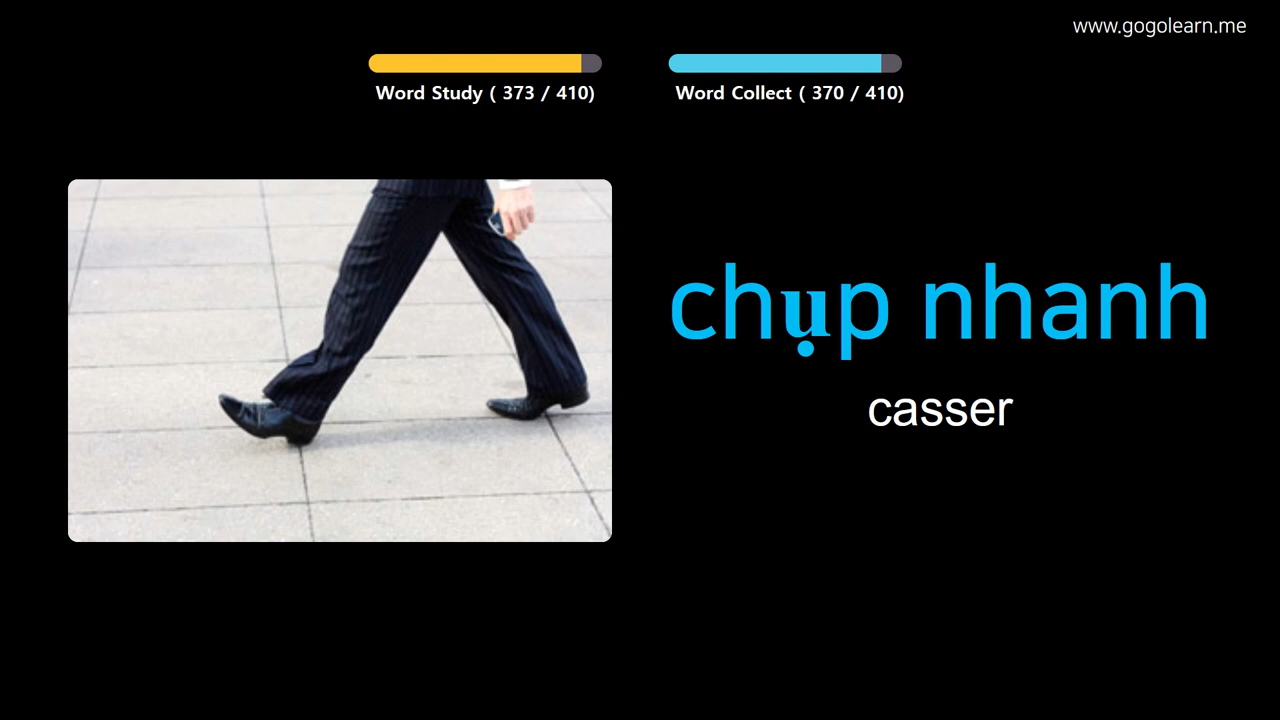 www.gogolearn.me
Word Study ( 373 / 410)
Word Collect ( 370 / 410)
chụp nhanh
casser